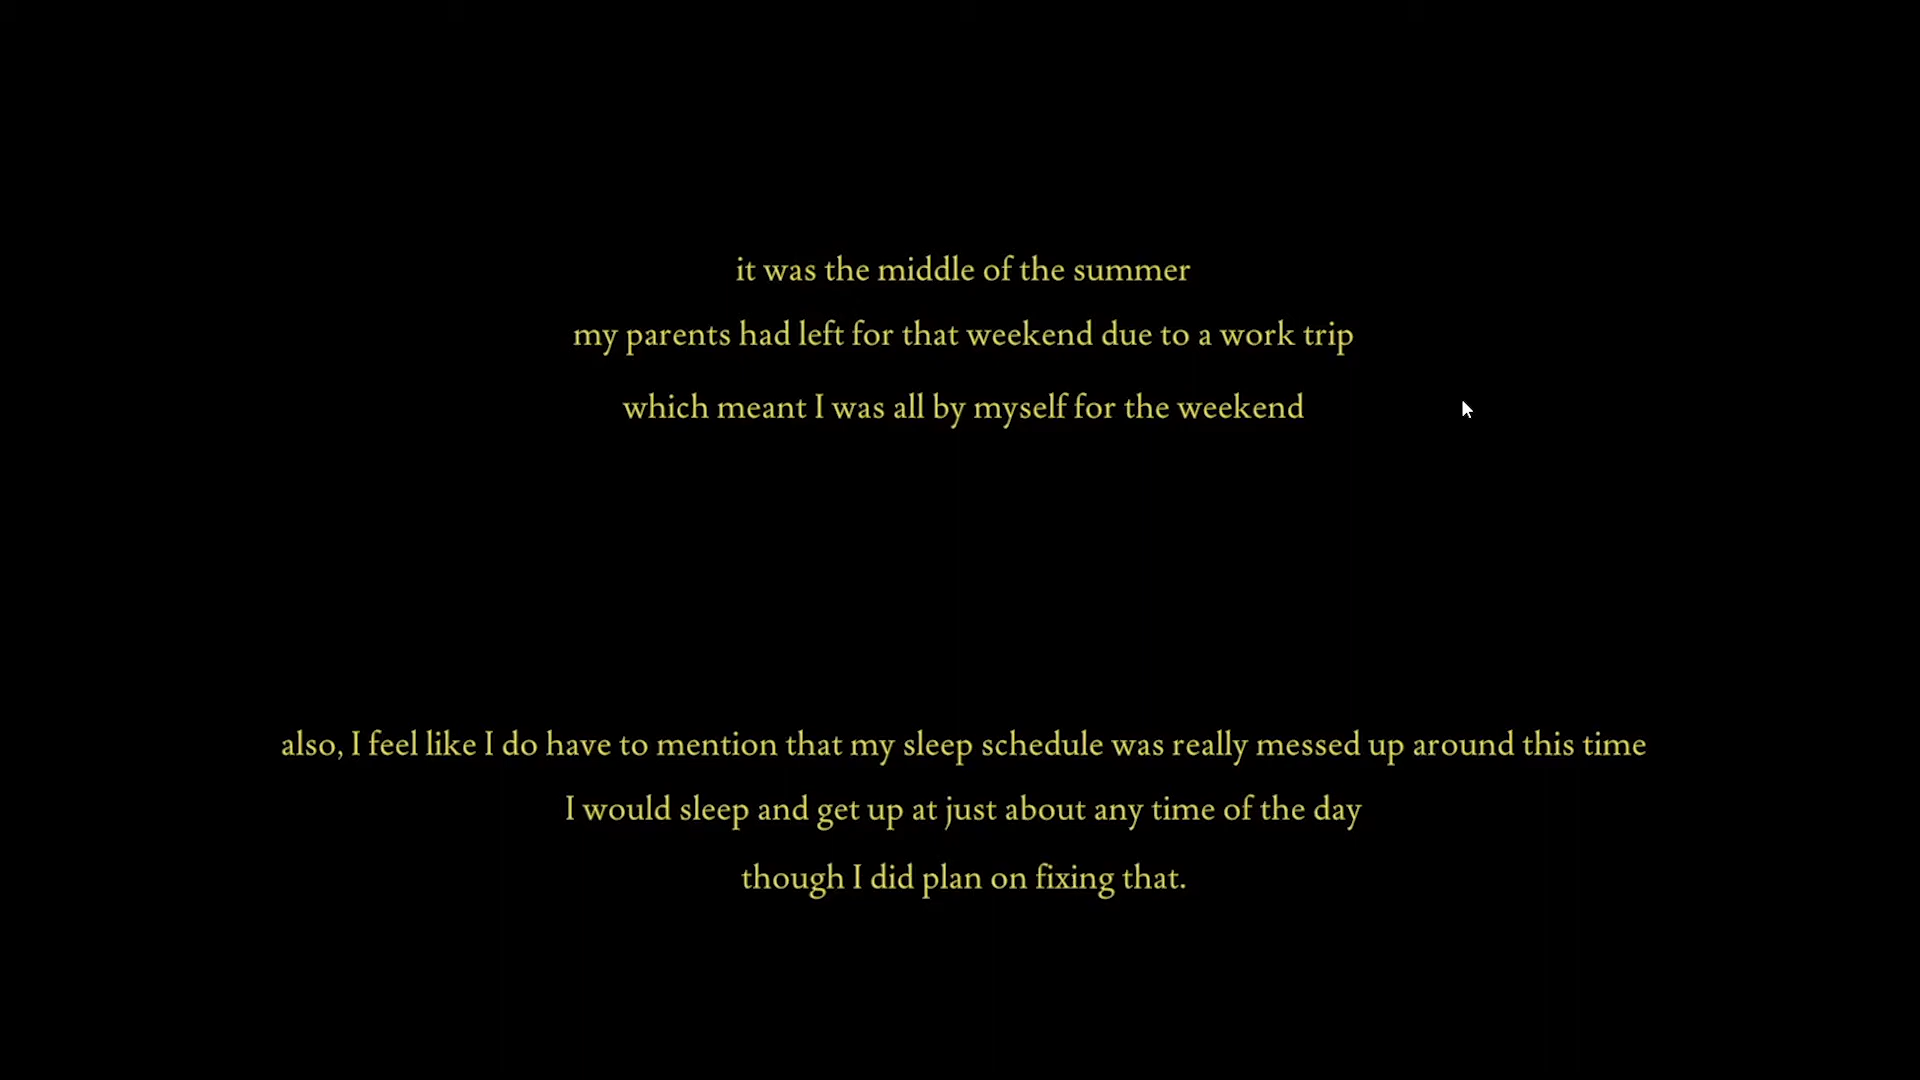 it was the middle of the summer
my parents had left for that weekend due to a work trip
which meant I was all by myself for the weekend
also, I feel like I do have to mention that my sleep schedule was really messed up around this time
I would sleep and get up at just about any time of the day
though I did plan on fixing that.